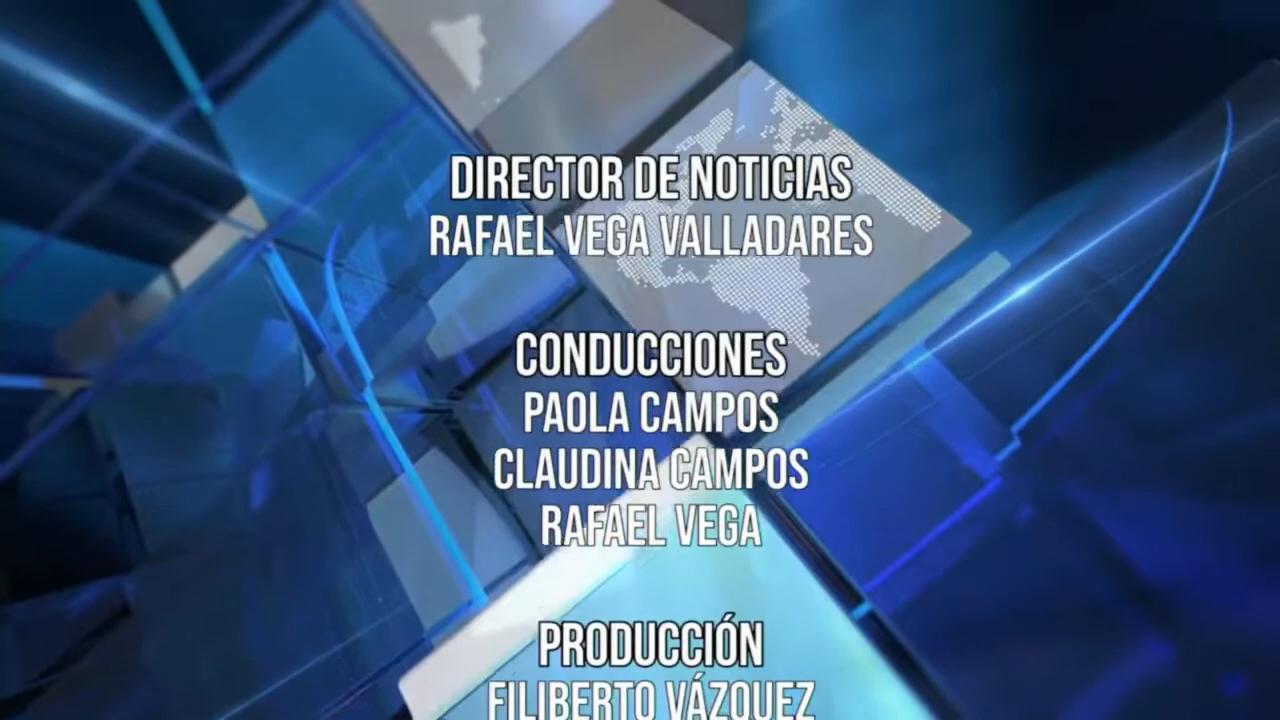 DIRECTOR DE NOTICIAS
RAFAEL VEGA VALLADARES
CONDUCCIONES
PAOLA CAMPOS
CLAUDINA CAMPOS
RAFAEL VEGA
PRODUCCIÓN
FILIBERTO VÁZQUEZ